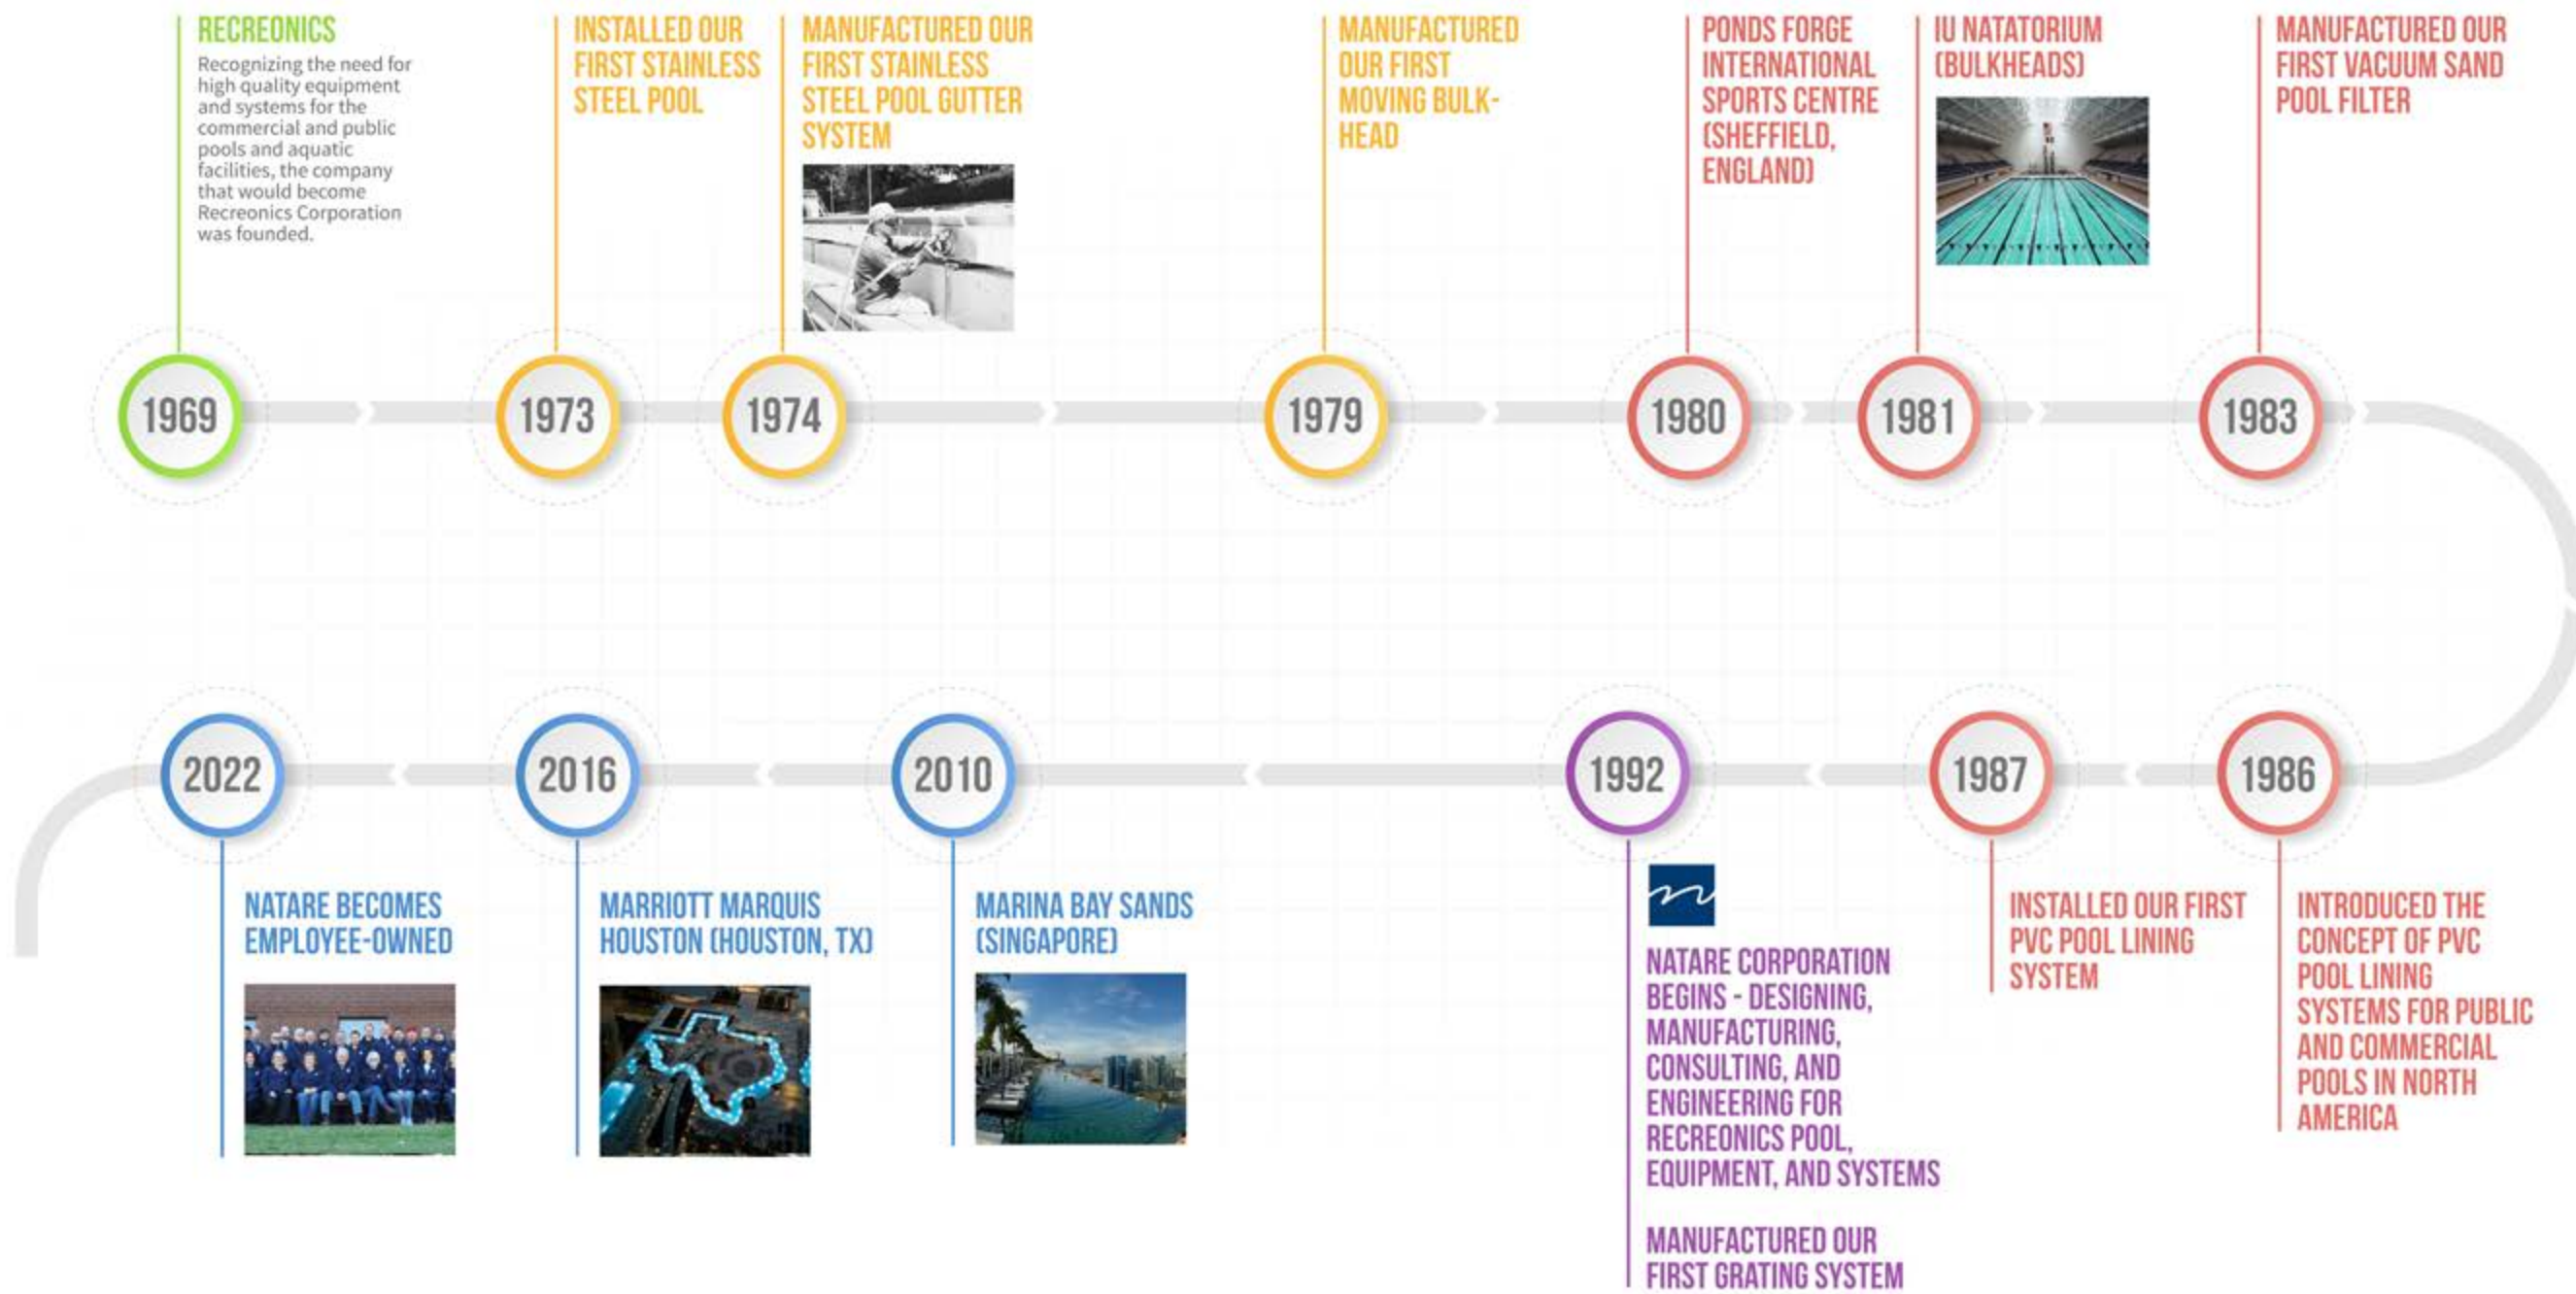 RECREONICS
Recognizing the need for
high quality equipment
and systems for the
commercial and public
pools and aquatic
facilities, the company
that would become
Recreonics Corporation
was founded.
1969
INSTALLED OUR
FIRST STAINLESS
STEEL POOL
1973
MANUFACTURED OUR
FIRST STAINLESS
STEEL POOL GUTTER
SYSTEM
1974
MANUFACTURED
OUR FIRST
MOVING BULK-
HEAD
1979
PONDS FORGE
INTERNATIONAL
SPORTS CENTRE
(SHEFFIELD,
ENGLAND)
1980
IU NATATORIUM
(BULKHEADS)
1981
MANUFACTURED OUR
FIRST VACUUM SAND
POOL FILTER
1983
1986
INTRODUCED THE
CONCEPT OF PVC
POOL LINING
SYSTEMS FOR PUBLIC
AND COMMERCIAL
POOLS IN NORTH
AMERICA
1987
INSTALLED OUR FIRST
PVC POOL LINING
SYSTEM
1992
NATARE CORPORATION
BEGINS - DESIGNING,
MANUFACTURING,
CONSULTING, AND
ENGINEERING FOR
RECREONICS POOL,
EQUIPMENT, AND SYSTEMS
MANUFACTURED OUR
FIRST GRATING SYSTEM
2010
MARINA BAY SANDS
(SINGAPORE)
2016
MARRIOTT MARQUIS
HOUSTON (HOUSTON, TX)
2022
NATARE BECOMES
EMPLOYEE-OWNED